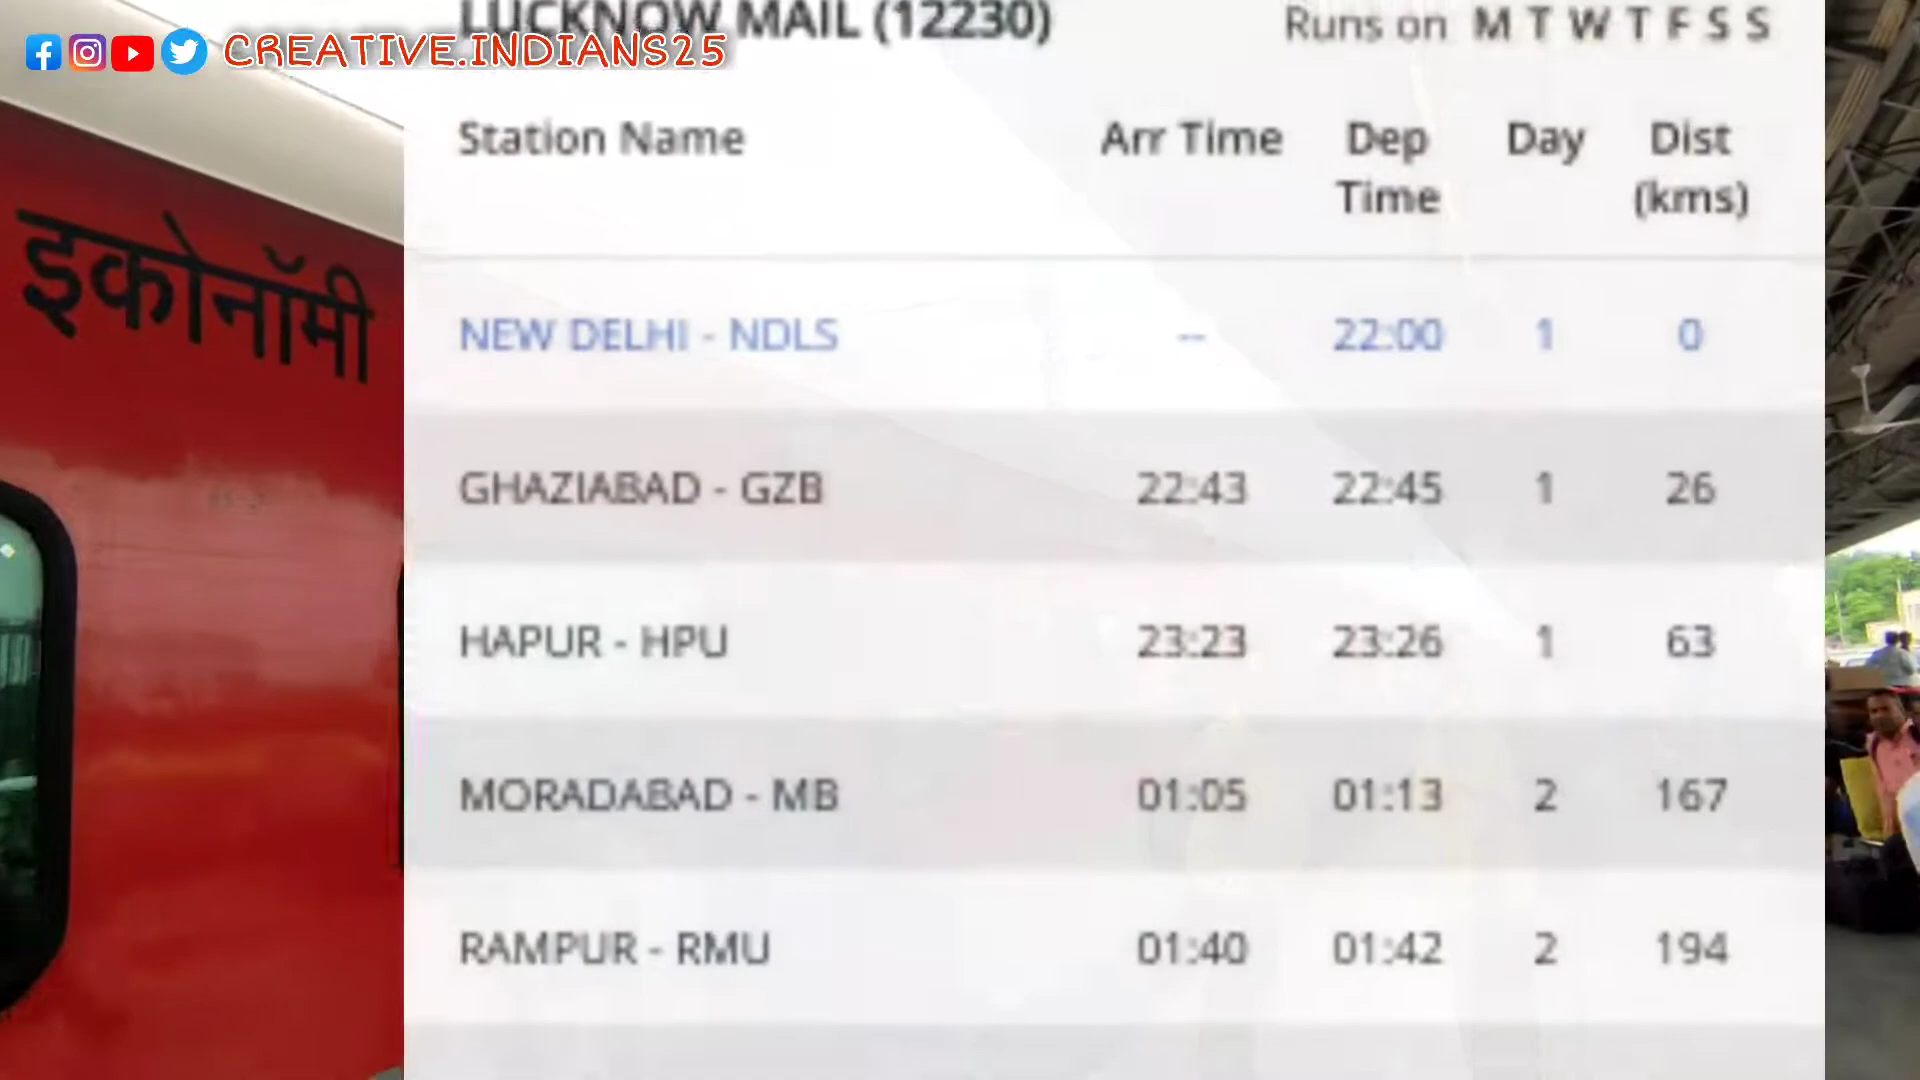 LUCKNOW MAIL (12230) Runs on M T W T F S S
CREATIVE.INDIANS25
Station Name Arr Time Dep Time Day Dist (kms)
NEW DELHI - NDLS -- 22:00 1 0
GHAZIABAD - GZB 22:43 22:45 1 26
HAPUR - HPU 23:23 23:26 1 63
MORADABAD - MB 01:05 01:13 2 167
RAMPUR - RMU 01:40 01:42 2 194
इकोनॉमी